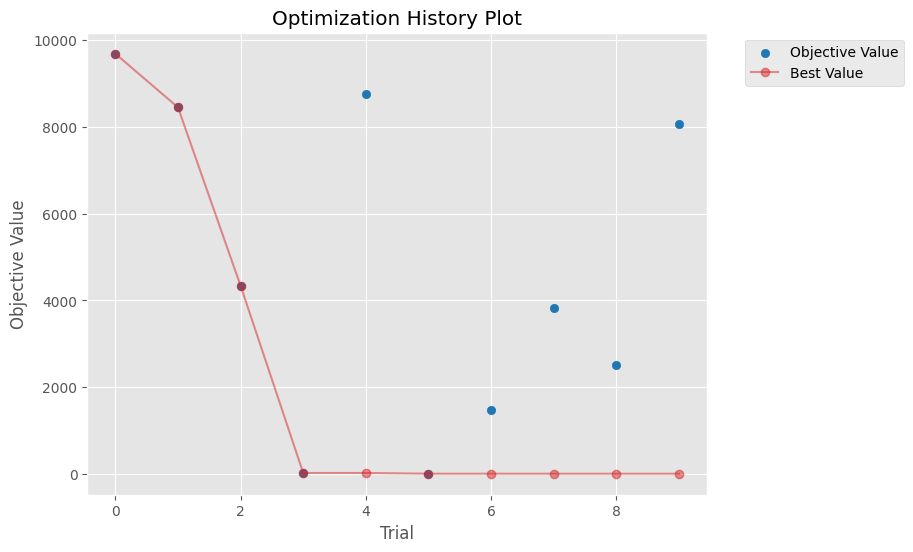 Optimization History Plot
Objective Value
Best Value
10000
8000
6000
4000
2000
0
Objective Value
0 2 4 6 8
Trial